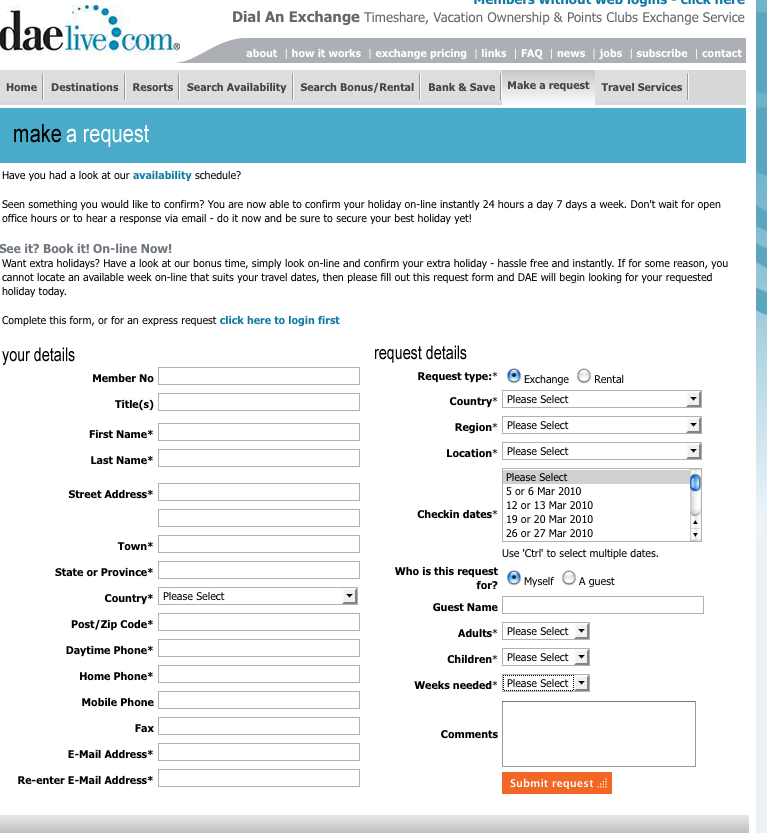 Members without web logins - click here
daelive.com®
Dial An Exchange Timeshare, Vacation Ownership & Points Clubs Exchange Service
about | how it works | exchange pricing | links | FAQ | news | jobs | subscribe | contact
Home Destinations Resorts Search Availability Search Bonus/Rental Bank & Save Make a request Travel Services
make a request
Have you had a look at our availability schedule?
Seen something you would like to confirm? You are now able to confirm your holiday on-line instantly 24 hours a day 7 days a week. Don't wait for open
office hours or to hear a response via email - do it now and be sure to secure your best holiday yet!
See it? Book it! On-line Now!
Want extra holidays? Have a look at our bonus time, simply look on-line and confirm your extra holiday - hassle free and instantly. If for some reason, you
cannot locate an available week on-line that suits your travel dates, then please fill out this request form and DAE will begin looking for your requested
holiday today.
Complete this form, or for an express request click here to login first
your details
Member No
Title(s)
First Name*
Last Name*
Street Address*
Town*
State or Province*
Country* Please Select
Post/Zip Code*
Daytime Phone*
Home Phone*
Mobile Phone
Fax
E-Mail Address*
Re-enter E-Mail Address*
request details
Request type:* Exchange Rental
Country* Please Select
Region* Please Select
Location* Please Select
Checkin dates*
Please Select
5 or 6 Mar 2010
12 or 13 Mar 2010
19 or 20 Mar 2010
26 or 27 Mar 2010
Use 'Ctrl' to select multiple dates.
Who is this request
for?
Myself A guest
Guest Name
Adults* Please Select
Children* Please Select
Weeks needed* Please Select
Comments
Submit request